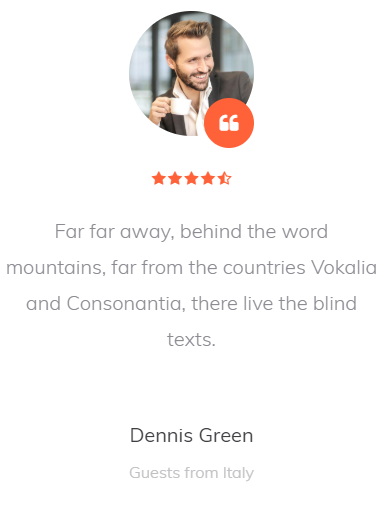 Far far away, behind the word
mountains, far from the countries Vokalia
and Consonantia, there live the blind
texts.
Dennis Green
Guests from Italy